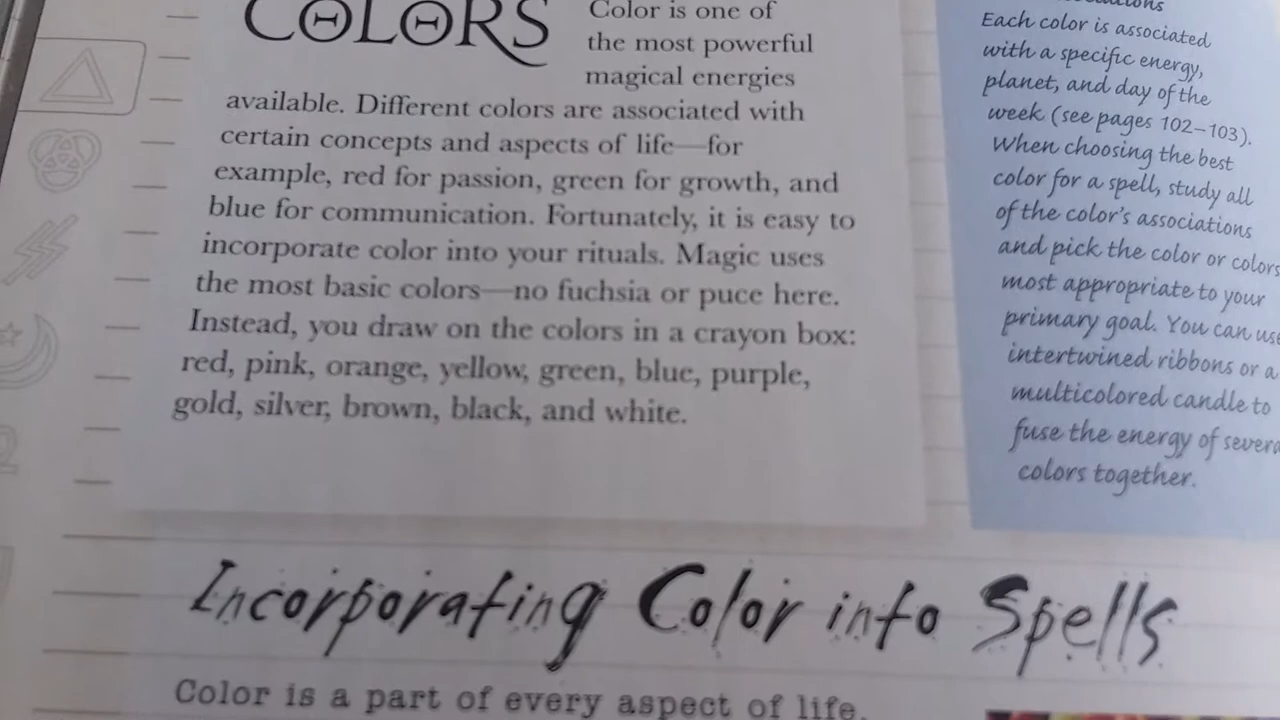 COLORS
Color is one of
the most powerful
magical energies
available. Different colors are associated with
certain concepts and aspects of life—for
example, red for passion, green for growth, and
blue for communication. Fortunately, it is easy to
incorporate color into your rituals. Magic uses
the most basic colors—no fuchsia or puce here.
Instead, you draw on the colors in a crayon box:
red, pink, orange, yellow, green, blue, purple,
gold, silver, brown, black, and white.
Each color is associated
with a specific energy,
planet, and day of the
week (see pages 102–103).
When choosing the best
color for a spell, study all
of the color's associations
and pick the color or colors
most appropriate to your
primary goal. You can use
intertwined ribbons or a
multicolored candle to
fuse the energy of severa
colors together.
Incorporating Color into Spells
Color is a part of every aspect of life.